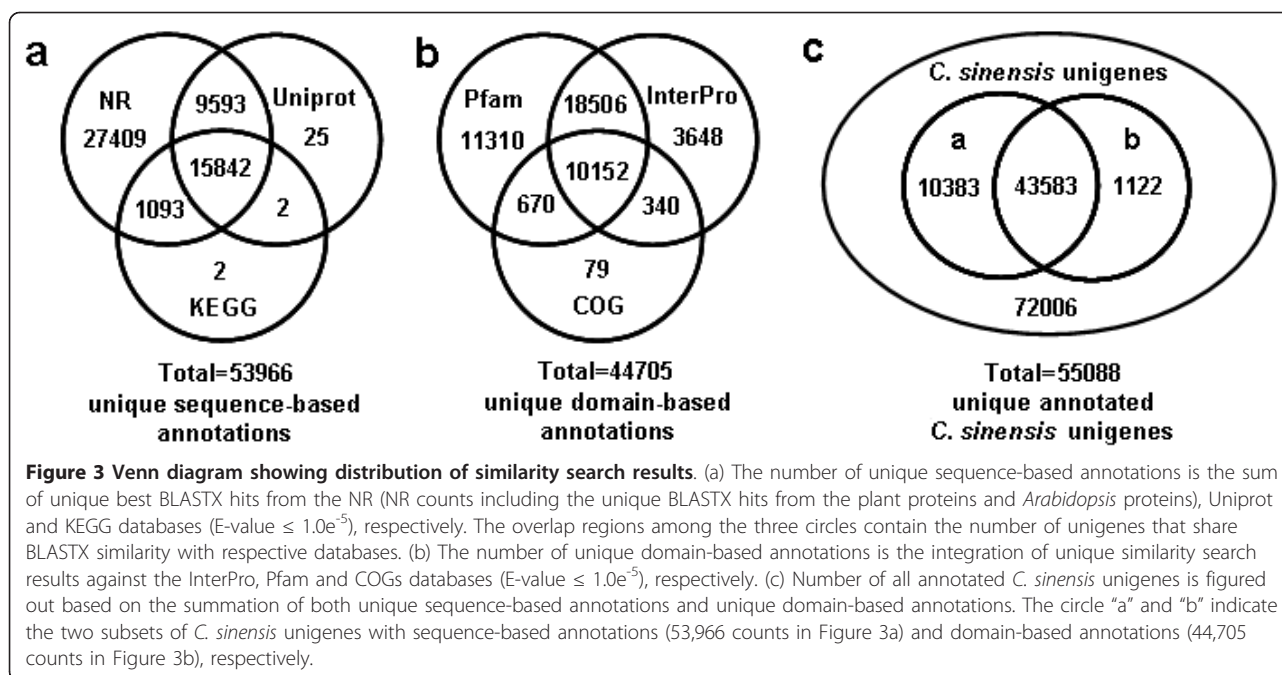 a
NR
27409
9593
Uniprot
25
15842
1093
2
2
KEGG
Total=53966
unique sequence-based
annotations
b
Pfam
11310
18506
InterPro
3648
10152
670
340
79
COG
Total=44705
unique domain-based
annotations
c
C. sinensis unigenes
a
b
10383
43583
1122
72006
Total=55088
unique annotated
C. sinensis unigenes
Figure 3 Venn diagram showing distribution of similarity search results. (a) The number of unique sequence-based annotations is the sum
of unique best BLASTX hits from the NR (NR counts including the unique BLASTX hits from the plant proteins and Arabidopsis proteins), Uniprot
and KEGG databases (E-value ≤ 1.0e⁻⁵), respectively. The overlap regions among the three circles contain the number of unigenes that share
BLASTX similarity with respective databases. (b) The number of unique domain-based annotations is the integration of unique similarity search
results against the InterPro, Pfam and COGs databases (E-value ≤ 1.0e⁻⁵), respectively. (c) Number of all annotated C. sinensis unigenes is figured
out based on the summation of both unique sequence-based annotations and unique domain-based annotations. The circle “a” and “b” indicate
the two subsets of C. sinensis unigenes with sequence-based annotations (53,966 counts in Figure 3a) and domain-based annotations (44,705
counts in Figure 3b), respectively.